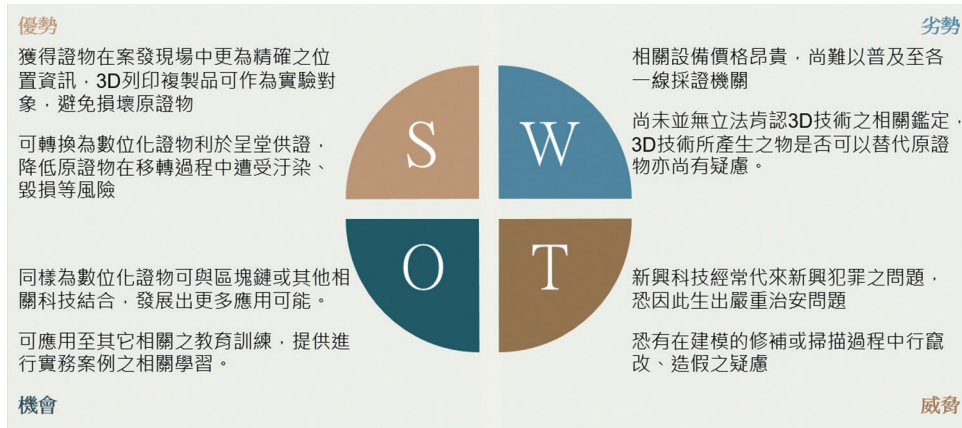 優勢
獲得證物在案發現場中更為精確之位
置資訊，3D列印複製品可作為實驗對
象，避免損壞原證物
可轉換為數位化證物利於呈堂供證，
降低原證物在移轉過程中遭受汙染、
毀損等風險
劣勢
相關設備價格昂貴，尚難以普及至各
一線採證機關
尚未並無立法肯認3D技術之相關鑑定，
3D技術所產生之物是否可以替代原證
物亦尚有疑慮。
S
W
O
T
同樣為數位化證物可與區塊鏈或其他相
關科技結合，發展出更多應用可能。
可應用至其它相關之教育訓練，提供進
行實務案例之相關學習。
機會
新興科技經常代來新興犯罪之問題，
恐因此生出嚴重治安問題
恐有在建模的修補或掃描過程中行竄
改、造假之疑慮
威脅